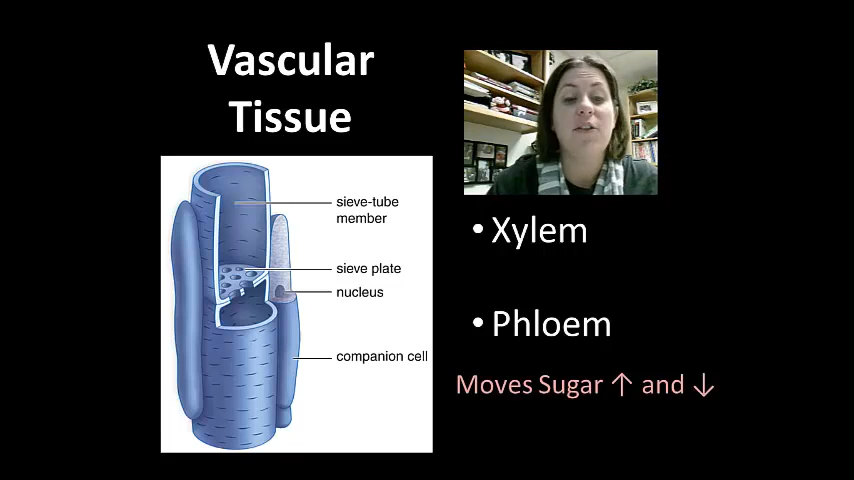 Vascular
Tissue
sieve-tube
member
sieve plate
nucleus
companion cell
• Xylem
• Phloem
Moves Sugar ↑ and ↓